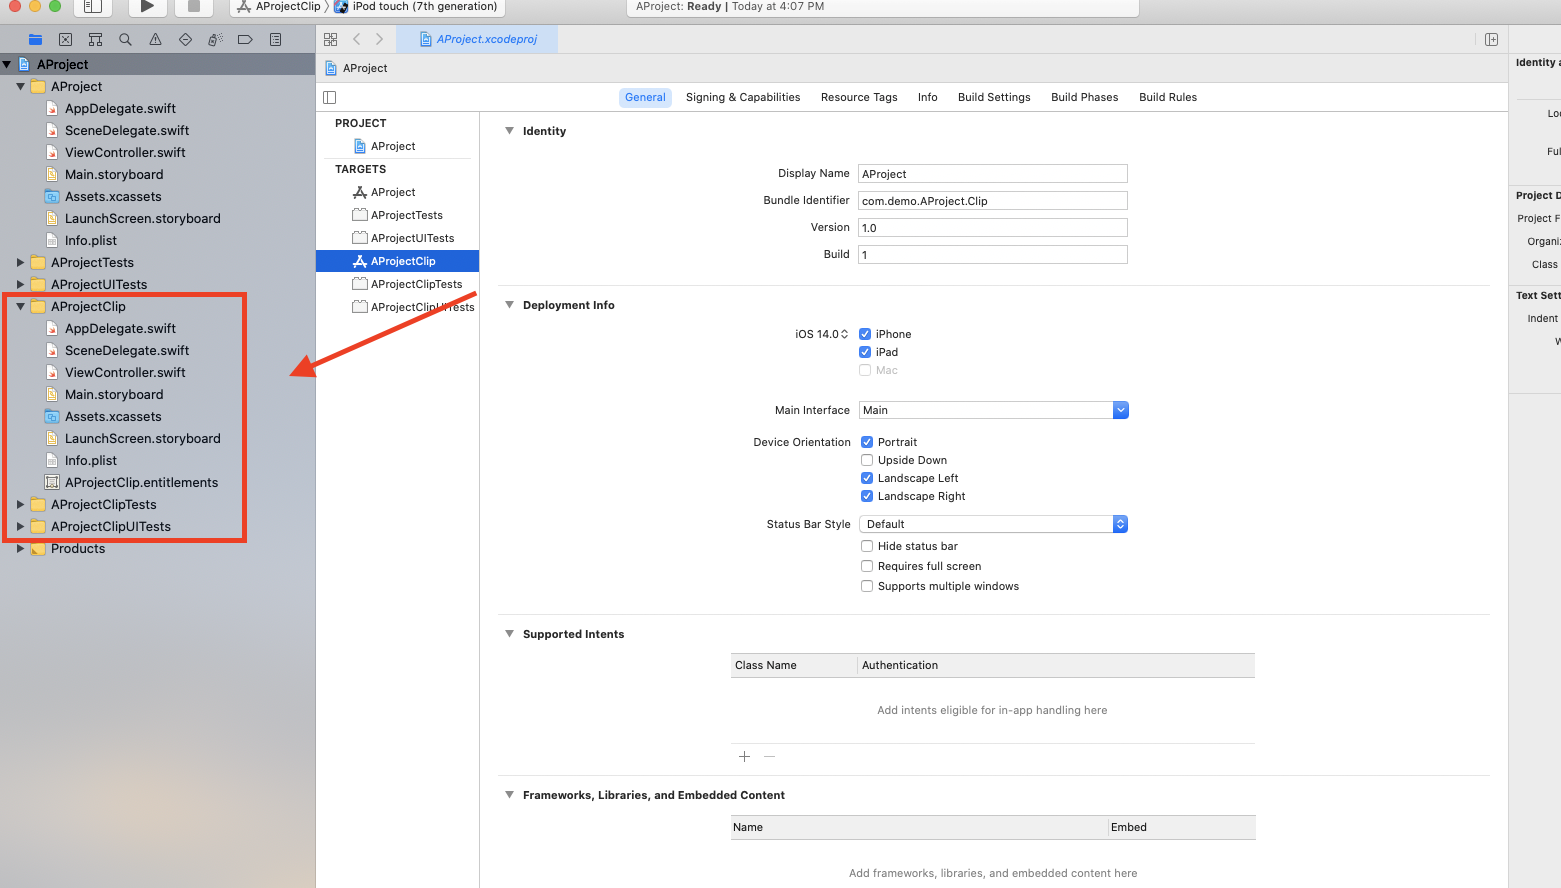 AProjectClip 〉 iPod touch (7th generation)
AProject: Ready | Today at 4:07 PM
AProject
AProject
AppDelegate.swift
SceneDelegate.swift
ViewController.swift
Main.storyboard
Assets.xcassets
LaunchScreen.storyboard
Info.plist
AProjectTests
AProjectUITests
AProjectClip
AppDelegate.swift
SceneDelegate.swift
ViewController.swift
Main.storyboard
Assets.xcassets
LaunchScreen.storyboard
Info.plist
AProjectClip.entitlements
AProjectClipTests
AProjectClipUITests
Products
AProject.xcodeproj
AProject
General Signing & Capabilities Resource Tags Info Build Settings Build Phases Build Rules
PROJECT
AProject
TARGETS
AProject
AProjectTests
AProjectUITests
AProjectClip
AProjectClipTests
AProjectClipUITests
Identity
Display Name AProject
Bundle Identifier com.demo.AProject.Clip
Version 1.0
Build 1
Deployment Info
iOS 14.0 iPhone
iPad
Mac
Main Interface Main
Device Orientation Portrait
Upside Down
Landscape Left
Landscape Right
Status Bar Style Default
Hide status bar
Requires full screen
Supports multiple windows
Supported Intents
Class Name Authentication
Add intents eligible for in-app handling here
Frameworks, Libraries, and Embedded Content
Name Embed
Add frameworks, libraries, and embedded content here
Identity a
Loc
Ful
Project D
Project F
Organiz
Class
Text Sett
Indent
W